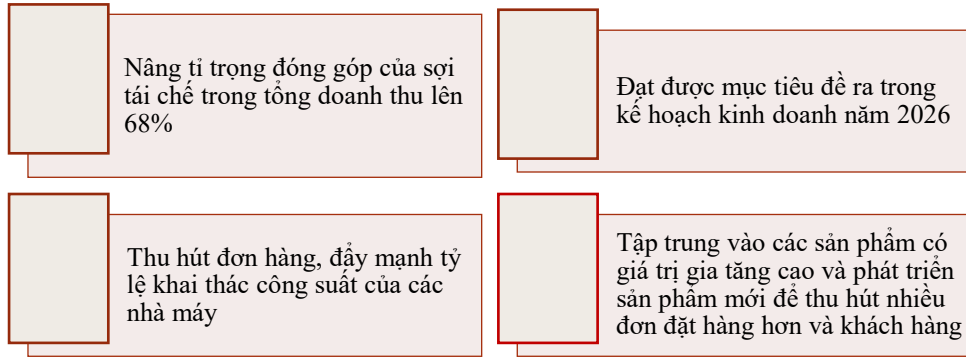 Nâng tỉ trọng đóng góp của sợi
tái chế trong tổng doanh thu lên
68%
Đạt được mục tiêu đề ra trong
kế hoạch kinh doanh năm 2026
Thu hút đơn hàng, đẩy mạnh tỷ
lệ khai thác công suất của các
nhà máy
Tập trung vào các sản phẩm có
giá trị gia tăng cao và phát triển
sản phẩm mới để thu hút nhiều
đơn đặt hàng hơn và khách hàng